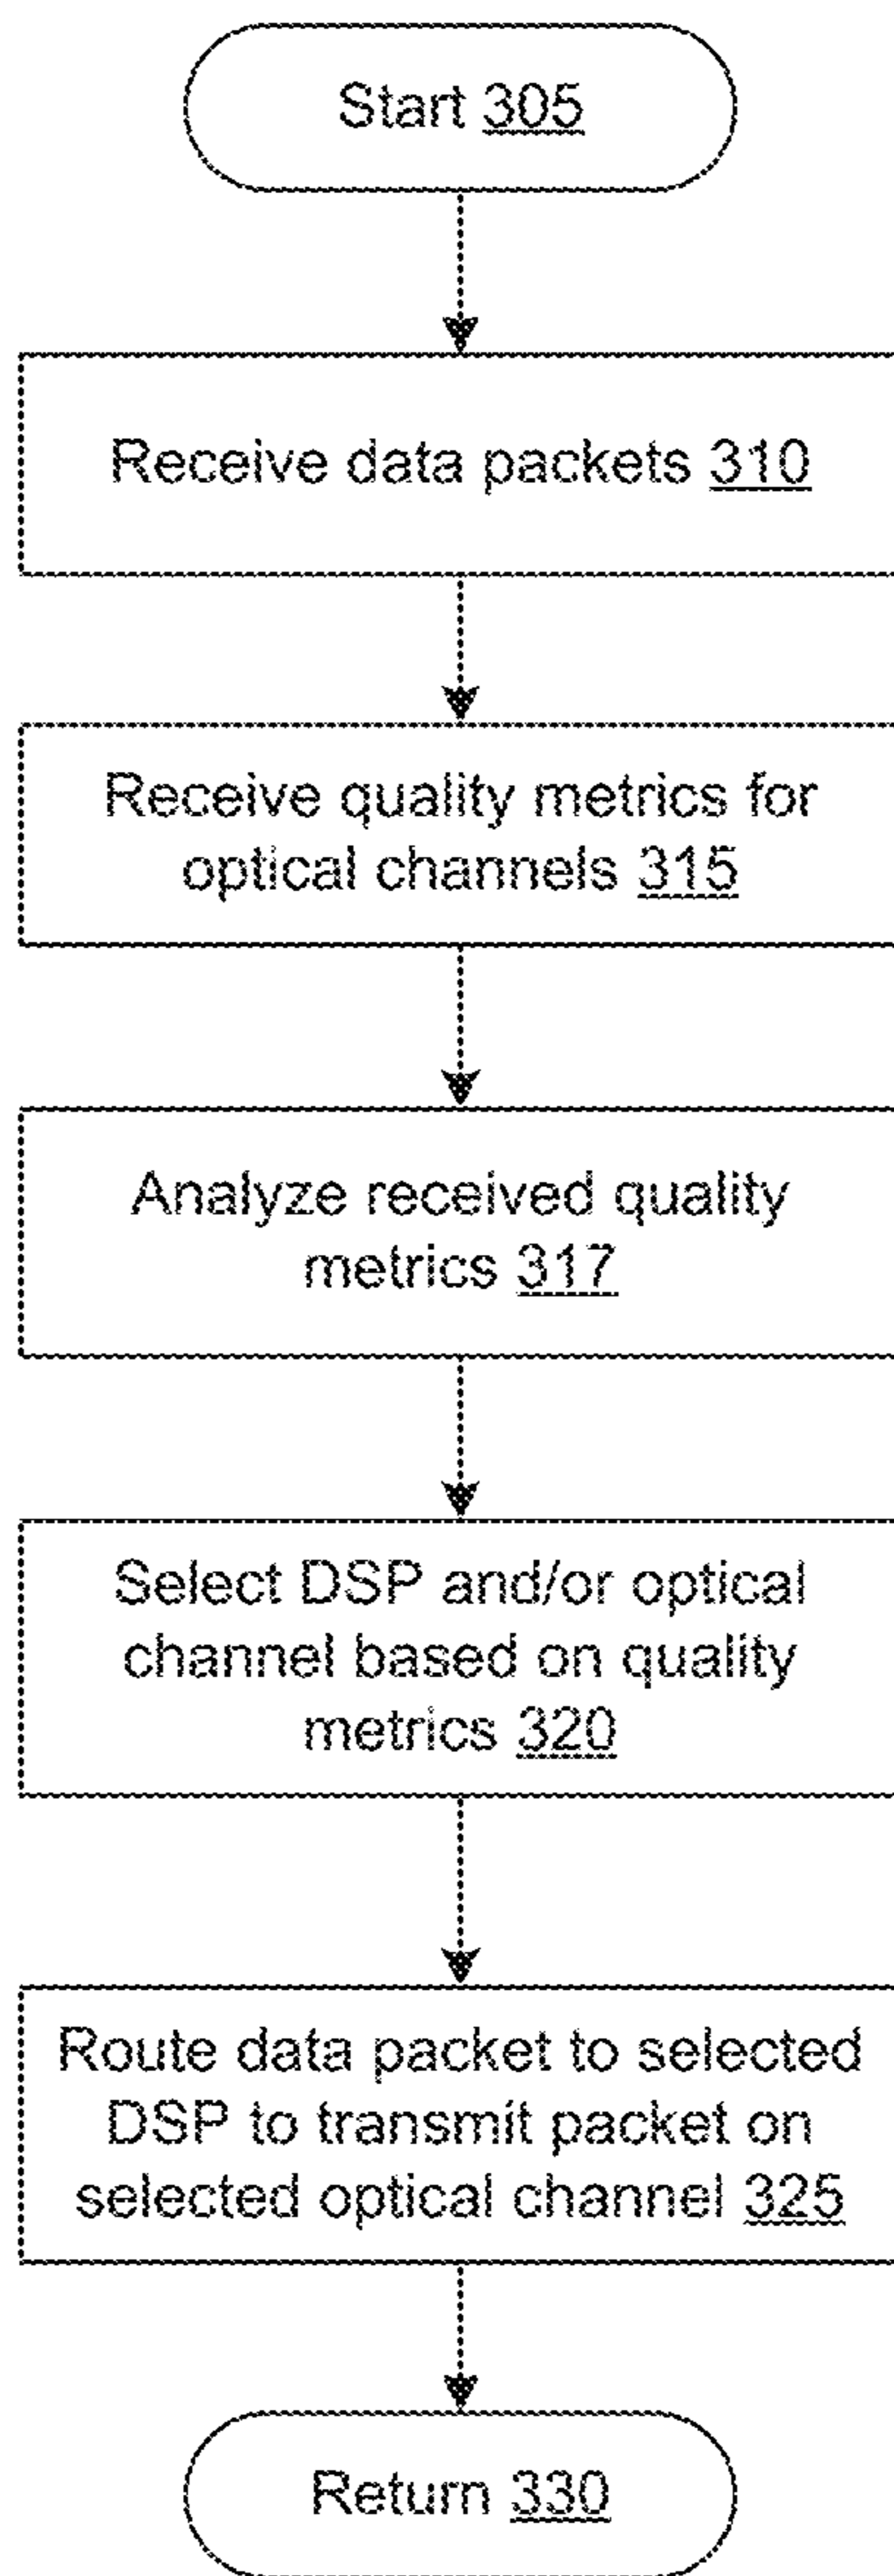 Start 305
Receive data packets 310
Receive quality metrics for
optical channels 315
Analyze received quality
metrics 317
Select DSP and/or optical
channel based on quality
metrics 320
Route data packet to selected
DSP to transmit packet on
selected optical channel 325
Return 330